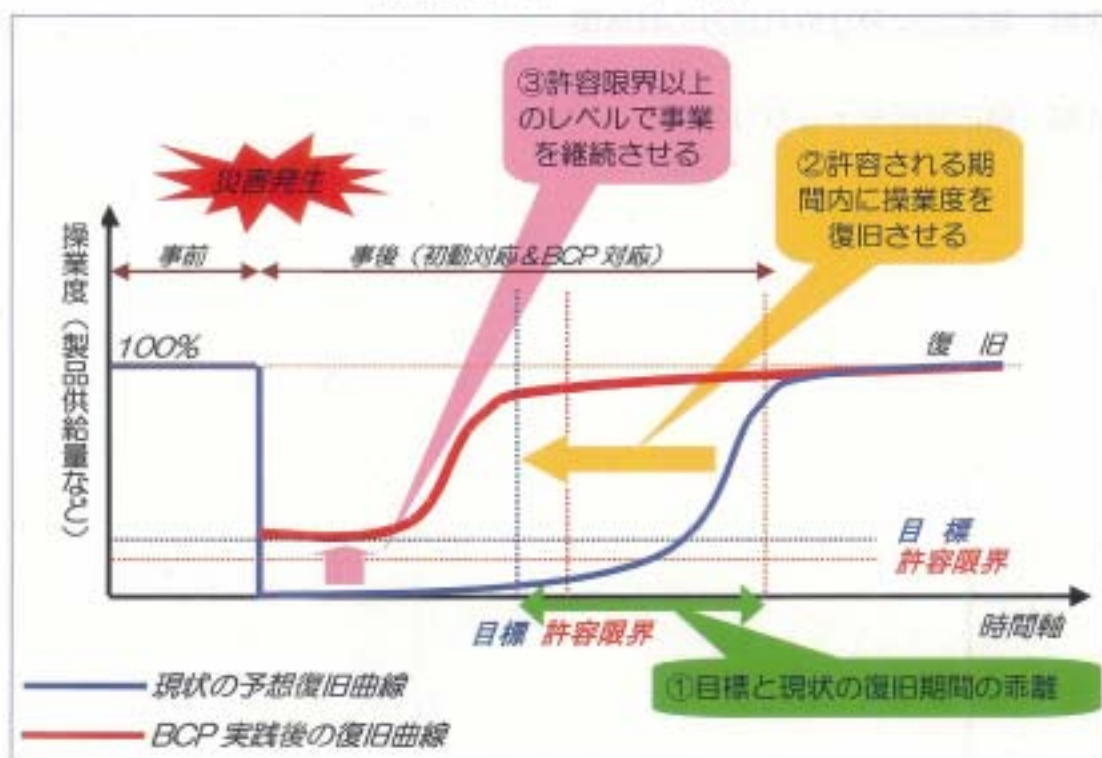 ③許容限界以上
のレベルで事業
を継続させる
②許容される期
間内に操業度を
復旧させる
災害発生
事前
事後（初動対応＆BCP対応）
操業度（製品供給量など）
100%
復 旧
目 標
許容限界
目標 許容限界
時間軸
①目標と現状の復旧期間の乖離
現状の予想復旧曲線
BCP 実践後の復旧曲線